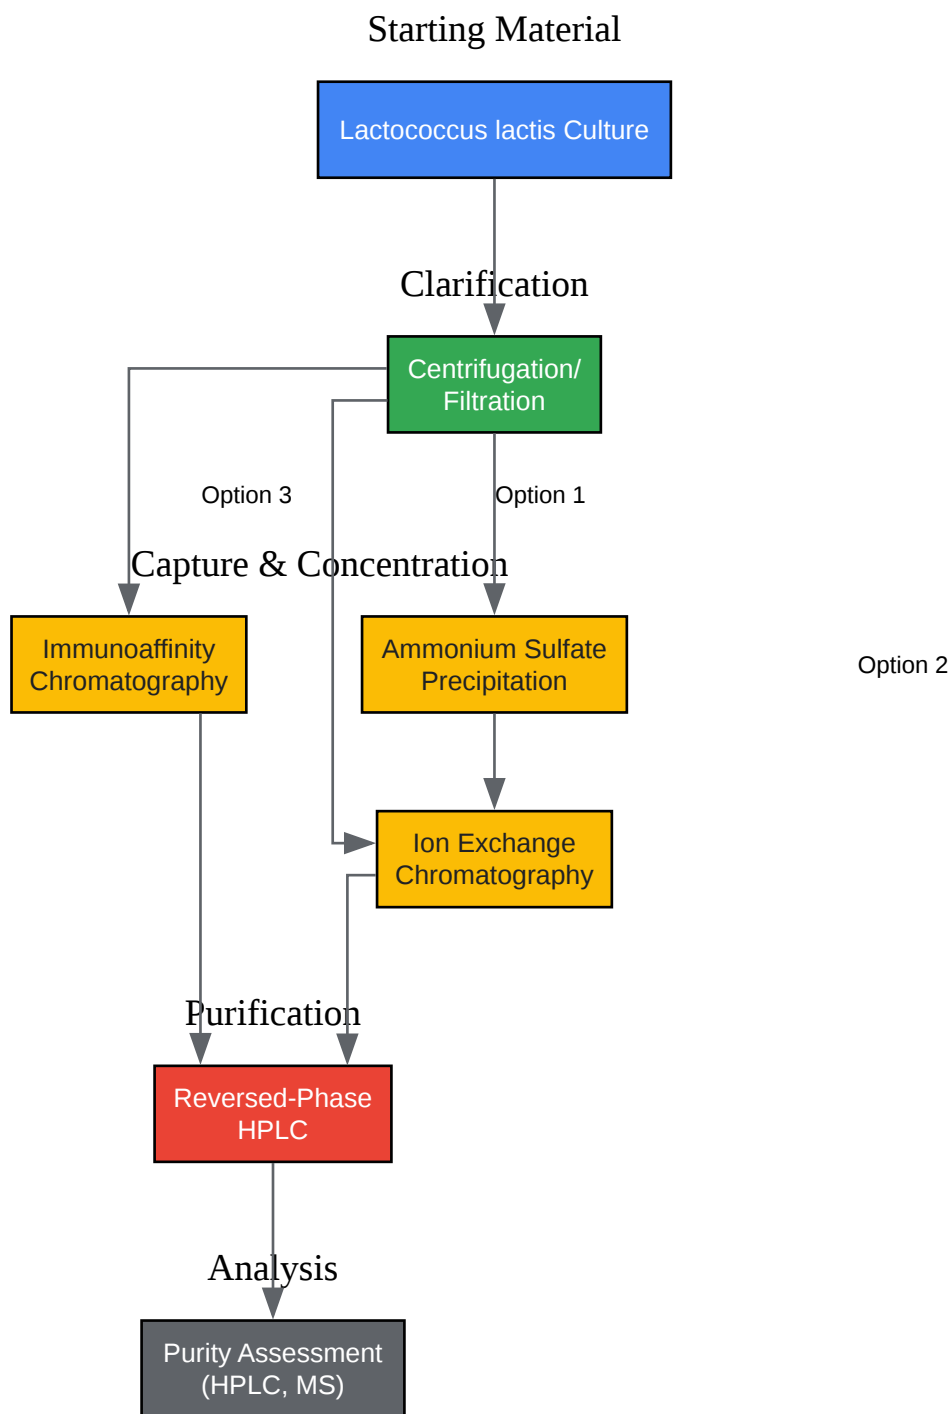 Starting Material
Lactococcus lactis Culture
Clarification
Centrifugation/
Filtration
Option 3
Option 1
Capture & Concentration
Immunoaffinity
Chromatography
Ammonium Sulfate
Precipitation
Option 2
Ion Exchange
Chromatography
Purification
Reversed-Phase
HPLC
Analysis
Purity Assessment
(HPLC, MS)